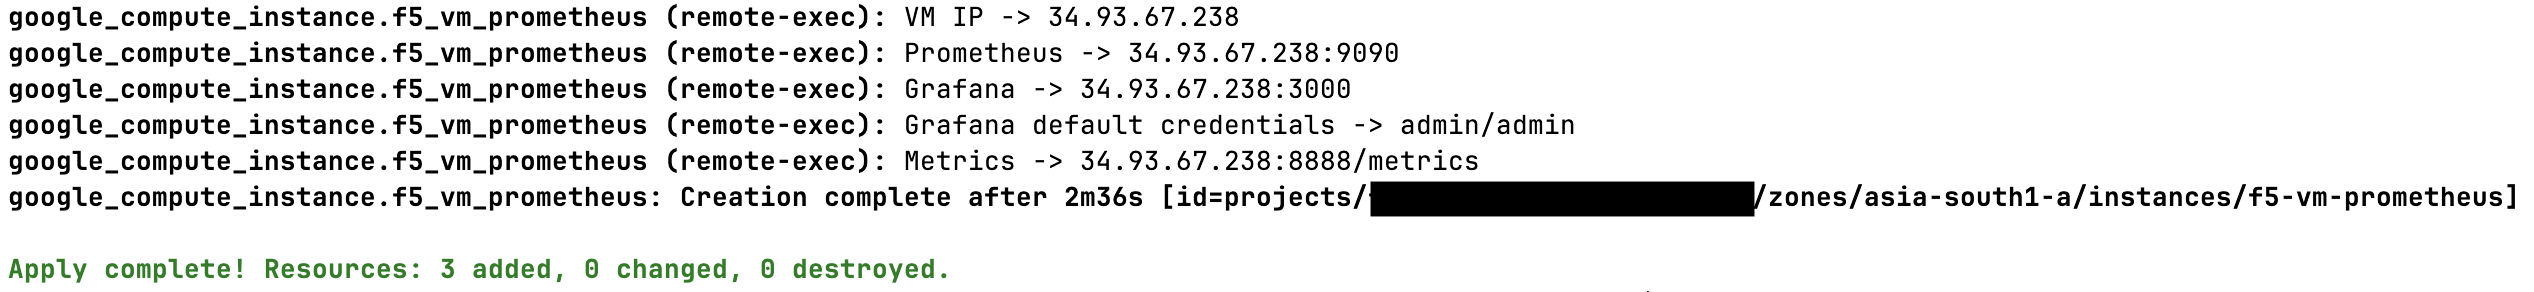 google_compute_instance.f5_vm_prometheus (remote-exec): VM IP -> 34.93.67.238
google_compute_instance.f5_vm_prometheus (remote-exec): Prometheus -> 34.93.67.238:9090
google_compute_instance.f5_vm_prometheus (remote-exec): Grafana -> 34.93.67.238:3000
google_compute_instance.f5_vm_prometheus (remote-exec): Grafana default credentials -> admin/admin
google_compute_instance.f5_vm_prometheus (remote-exec): Metrics -> 34.93.67.238:8888/metrics
google_compute_instance.f5_vm_prometheus: Creation complete after 2m36s [id=projects/ /zones/asia-south1-a/instances/f5-vm-prometheus]
Apply complete! Resources: 3 added, 0 changed, 0 destroyed.